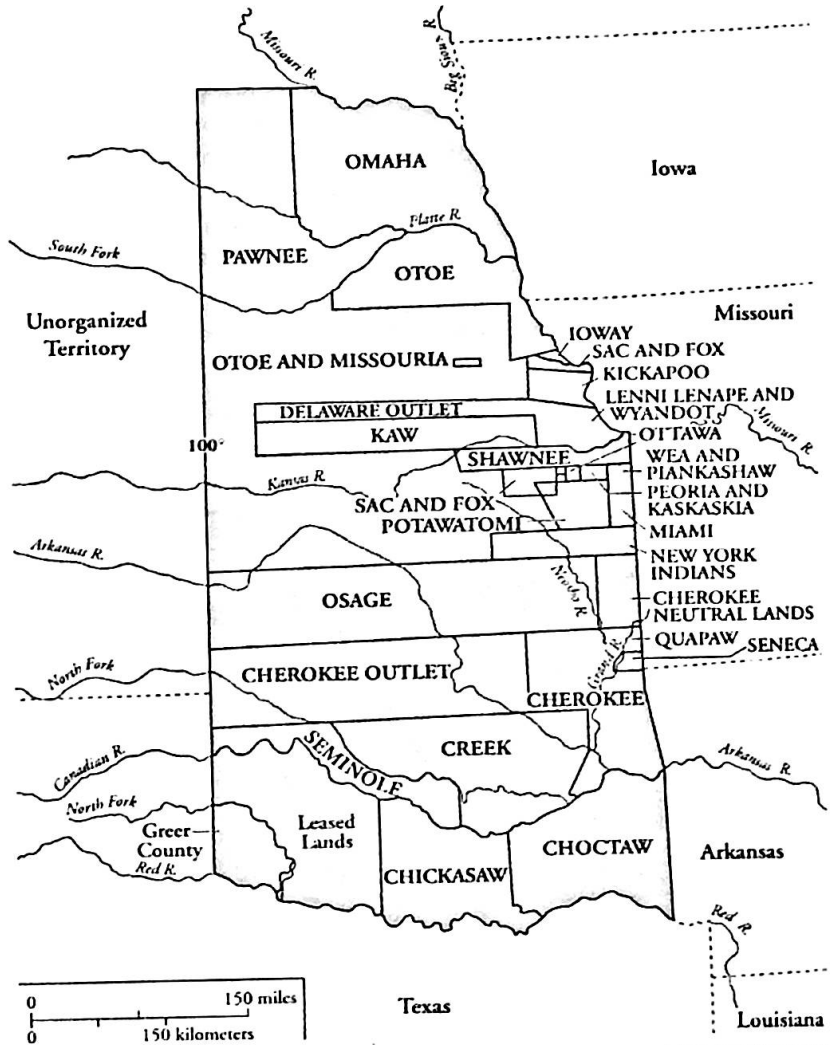 Missouri R.
Big Sioux R.
OMAHA
Iowa
Platte R.
South Fork
PAWNEE
OTOE
Unorganized
Territory
Missouri
IOWAY
OTOE AND MISSOURIA
SAC AND FOX
KICKAPOO
LENNI LENAPE AND
WYANDOT
DELAWARE OUTLET
Missouri R.
KAW
OTTAWA
100°
SHAWNEE
WEA AND
PIANKASHAW
Kansas R.
PEORIA AND
KASKASKIA
SAC AND FOX
POTAWATOMI
MIAMI
Arkansas R.
NEW YORK
INDIANS
Neosho R.
OSAGE
CHEROKEE
NEUTRAL LANDS
QUAPAW
SENECA
Grand R.
North Fork
CHEROKEE OUTLET
CHEROKEE
Canadian R.
SEMINOLE
CREEK
Arkansas R.
North Fork
Greer
County
Leased
Lands
CHOCTAW
Arkansas
Red R.
CHICKASAW
Red R.
0
150 miles
0
150 kilometers
Texas
Louisiana